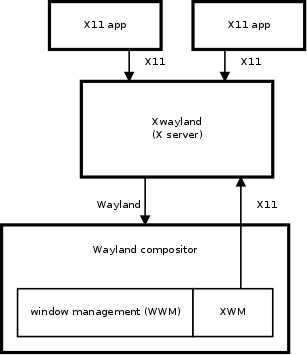 X11 app
X11 app
X11
X11
Xwayland
(X server)
Wayland
X11
Wayland compositor
window management (WWM)
XWM